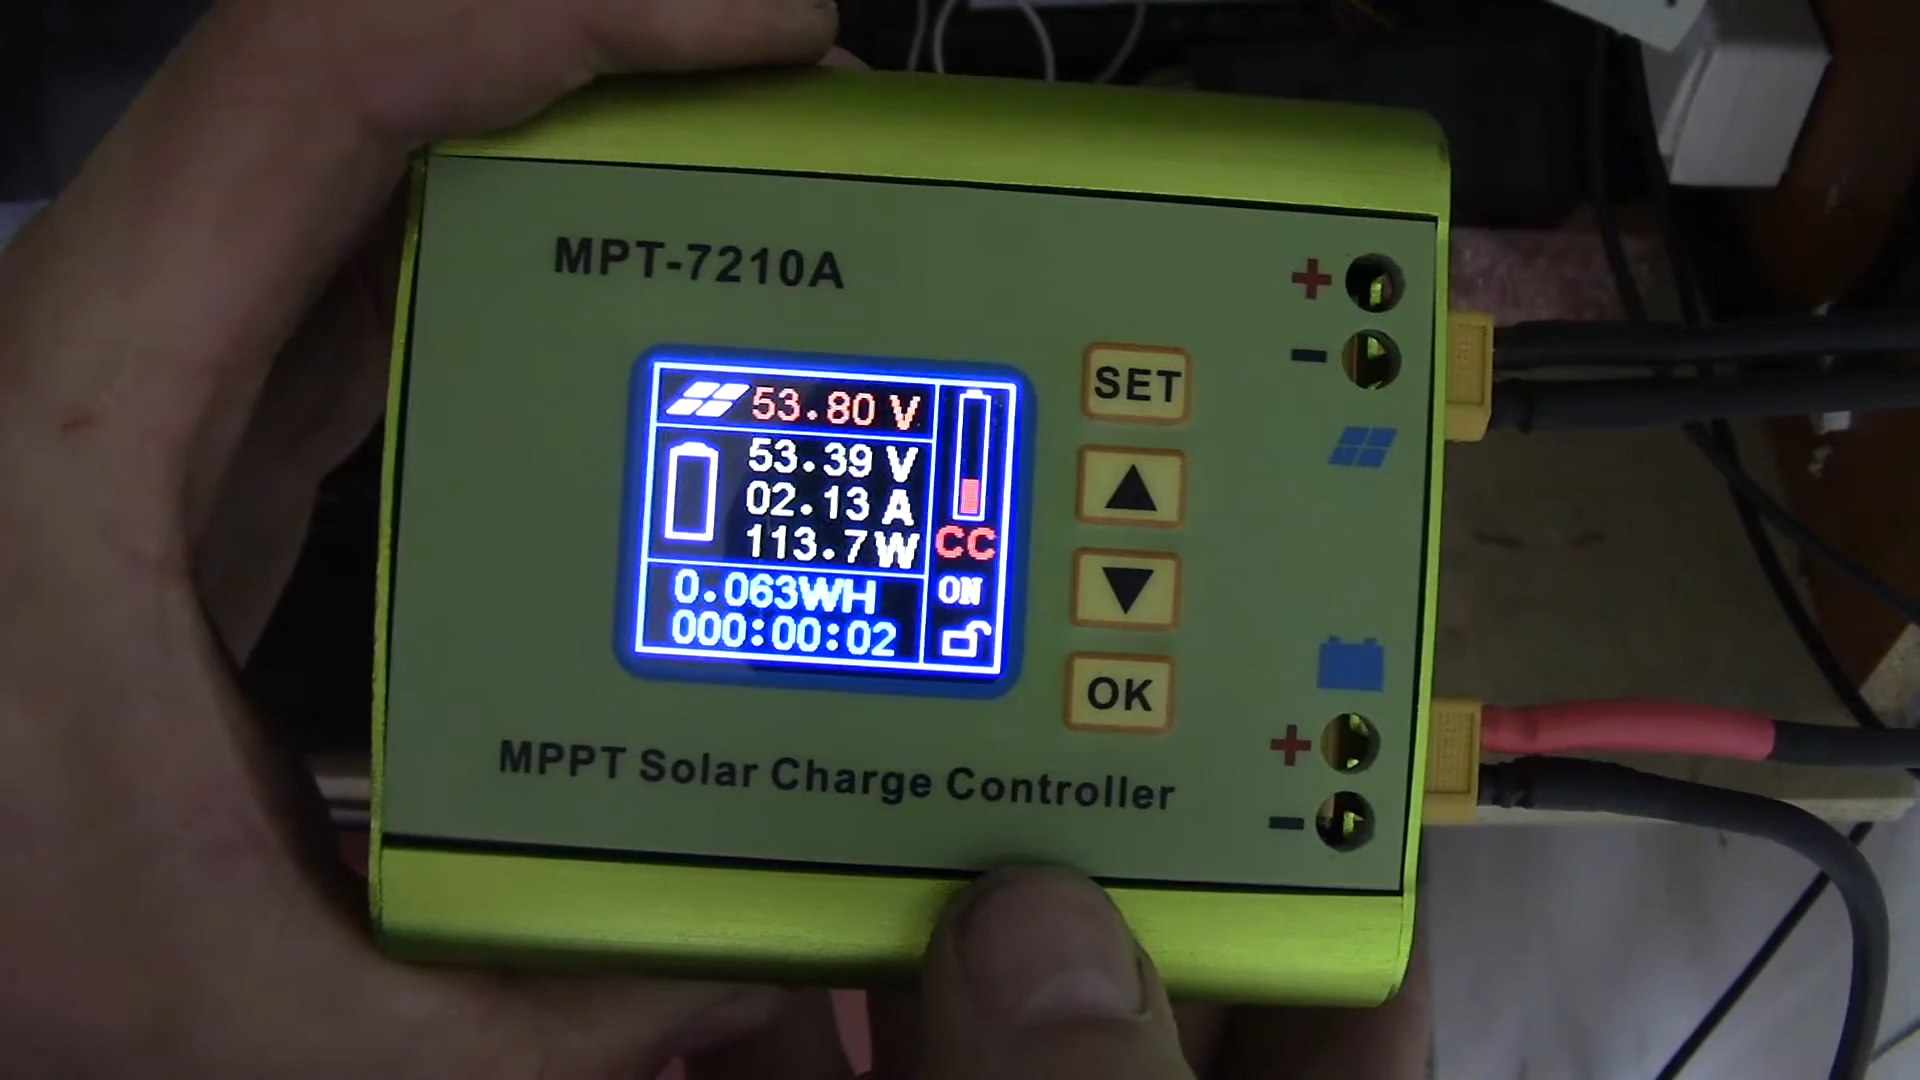 MPT-7210A
+
-
SET
53.80 V
53.39 V
02.13 A
113.7W
CC
0.063WH
ON
000:00:02
OK
+
-
MPPT Solar Charge Controller